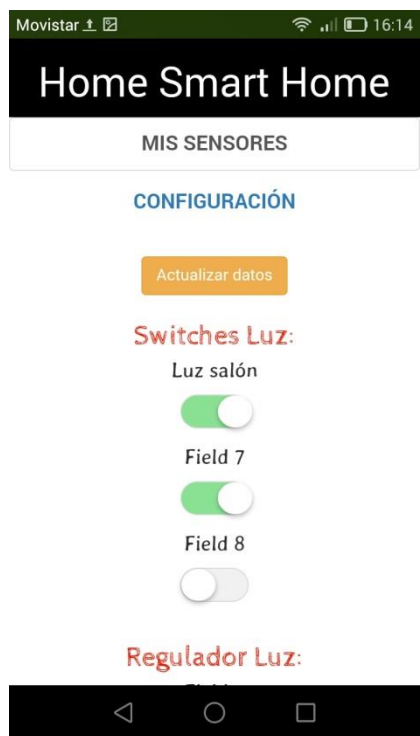 Movistar 16:14
Home Smart Home
MIS SENSORES
CONFIGURACIÓN
Actualizar datos
Switches Luz:
Luz salón
Field 7
Field 8
Regulador Luz: